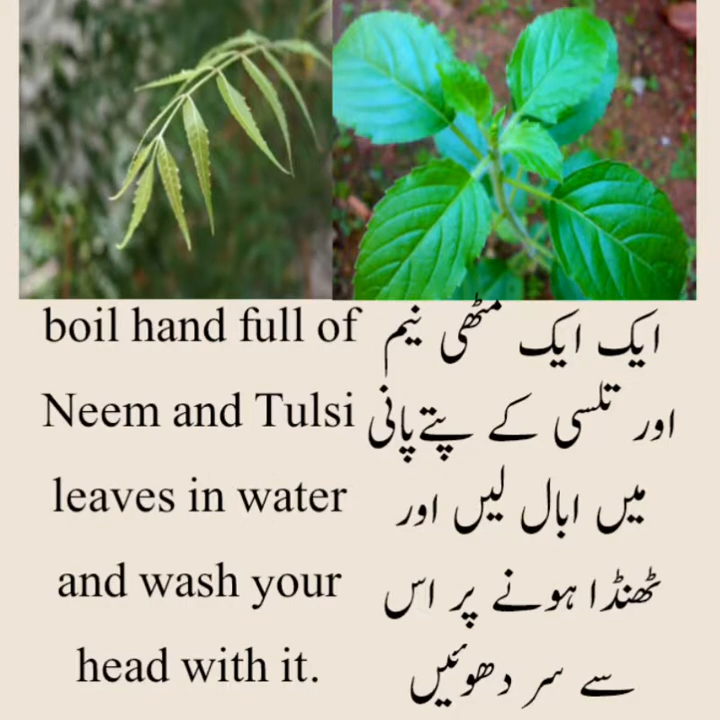 boil hand full of
Neem and Tulsi
leaves in water
and wash your
head with it.
ایک ایک مٹھی نیم
اور تلسی کے پتے پانی
میں ابال لیں اور
ٹھنڈا ہونے پر اس
سے سر دھوئیں